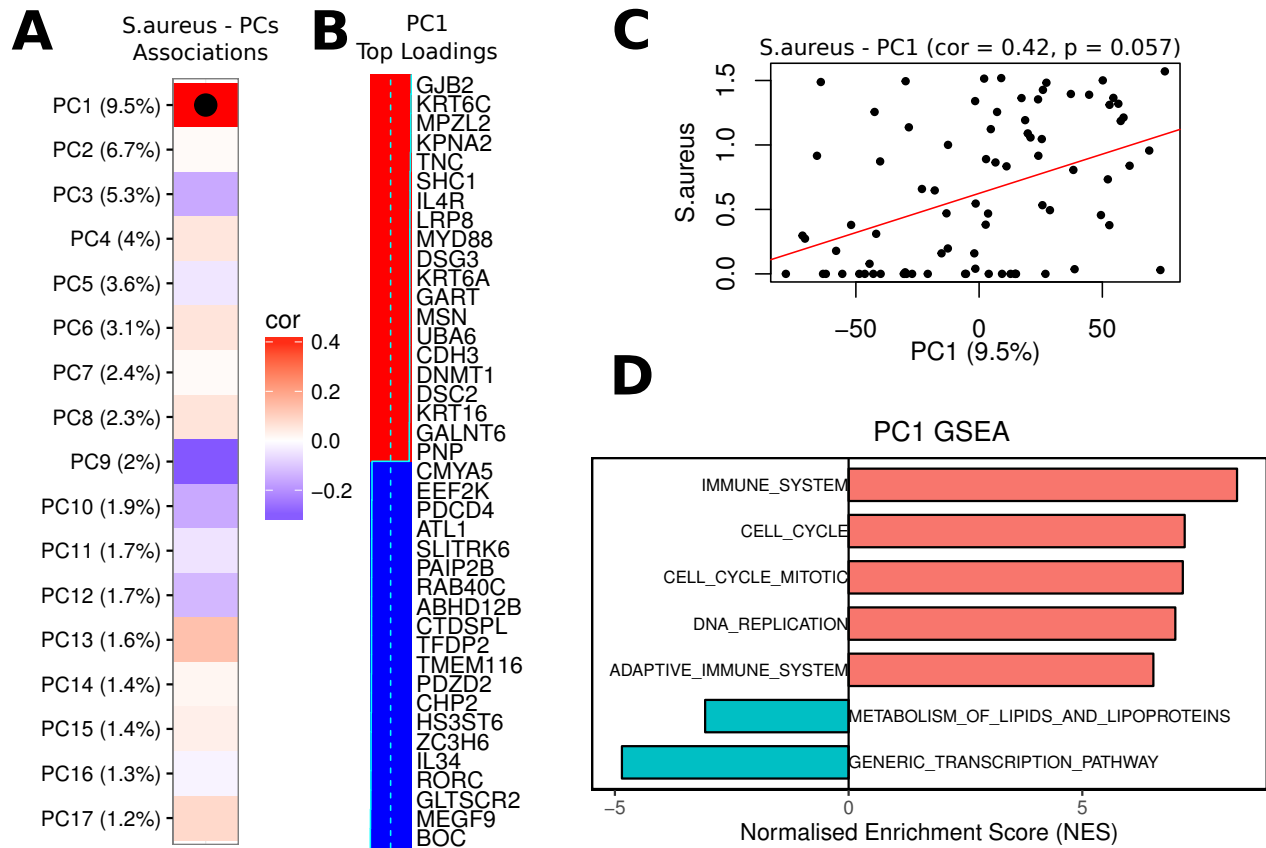 A
S.aureus - PCs
Associations
PC1 (9.5%)
PC2 (6.7%)
PC3 (5.3%)
PC4 (4%)
PC5 (3.6%)
PC6 (3.1%)
PC7 (2.4%)
PC8 (2.3%)
PC9 (2%)
PC10 (1.9%)
PC11 (1.7%)
PC12 (1.7%)
PC13 (1.6%)
PC14 (1.4%)
PC15 (1.4%)
PC16 (1.3%)
PC17 (1.2%)
cor
0.4
0.2
0.0
−0.2
B
PC1
Top Loadings
GJB2
KRT6C
MPZL2
KPNA2
TNC
SHC1
IL4R
LRP8
MYD88
DSG3
KRT6A
GART
MSN
UBA6
CDH3
DNMT1
DSC2
KRT16
GALNT6
PNP
CMYA5
EEF2K
PDCD4
ATL1
SLITRK6
PAIP2B
RAB40C
ABHD12B
CTDSPL
TFDP2
TMEM116
PDZD2
CHP2
HS3ST6
ZC3H6
IL34
RORC
GLTSCR2
MEGF9
BOC
C
S.aureus - PC1 (cor = 0.42, p = 0.057)
S.aureus
1.5
1.0
0.5
0.0
−50 0 50
PC1 (9.5%)
D
PC1 GSEA
IMMUNE_SYSTEM
CELL_CYCLE
CELL_CYCLE_MITOTIC
DNA_REPLICATION
ADAPTIVE_IMMUNE_SYSTEM
METABOLISM_OF_LIPIDS_AND_LIPOPROTEINS
GENERIC_TRANSCRIPTION_PATHWAY
−5 0 5
Normalised Enrichment Score (NES)